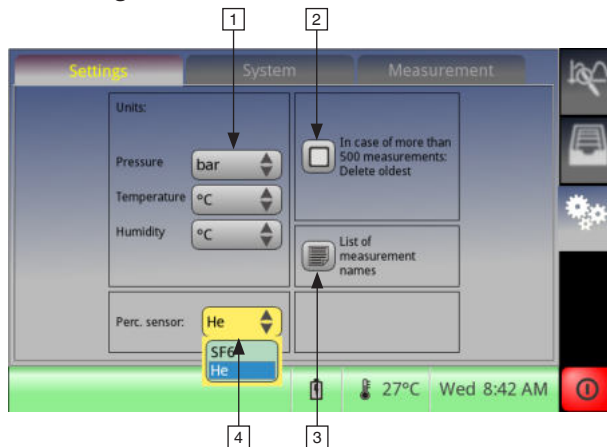 1 2
Settings System Measurement
Units:
Pressure bar
Temperature °C
Humidity °C
In case of more than
500 measurements:
Delete oldest
List of
measurement
names
Perc. sensor: He
SF6
He
27°C Wed 8:42 AM
4 3